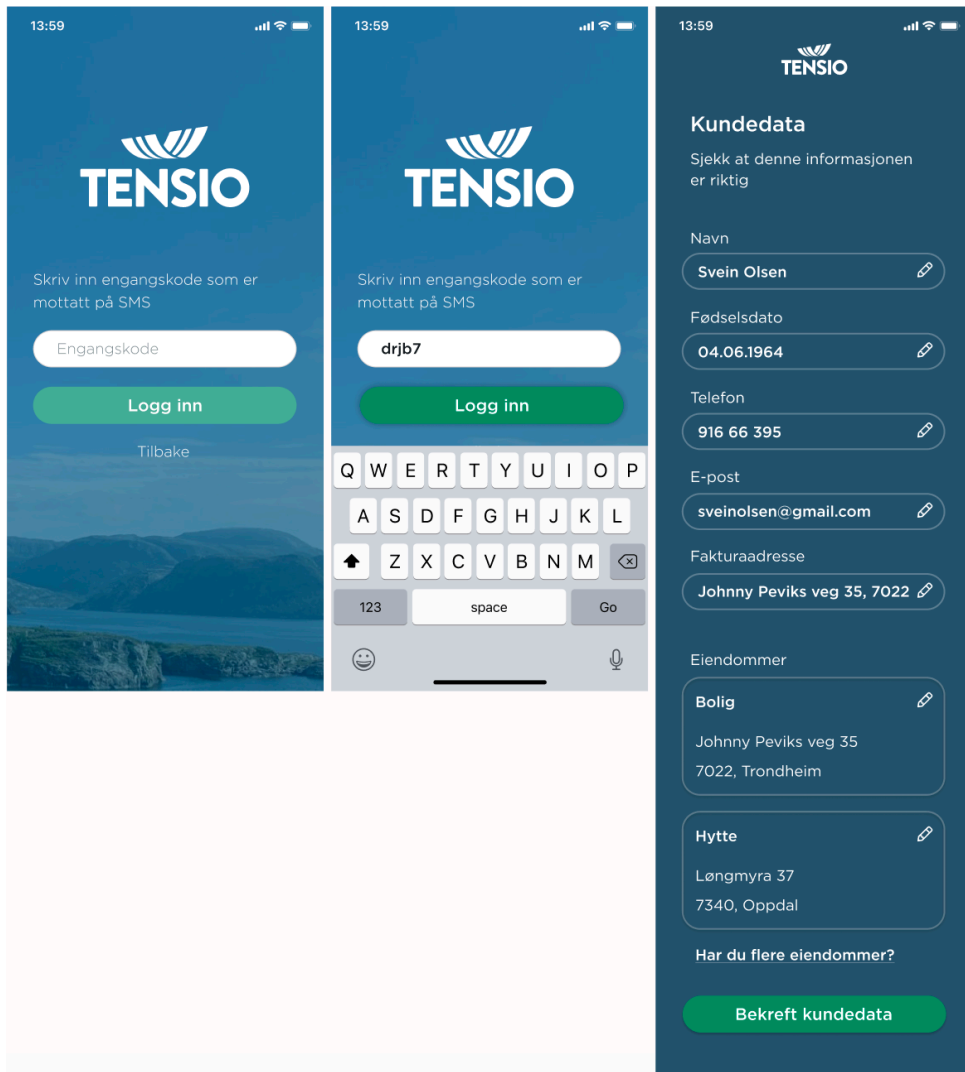 13:59
TENSIO
Skriv inn engangskode som er
mottatt på SMS
Engangskode
Logg inn
Tilbake
13:59
TENSIO
Skriv inn engangskode som er
mottatt på SMS
drjb7
Logg inn
Q W E R T Y U I O P
A S D F G H J K L
Z X C V B N M
123 space Go
13:59
TENSIO
Kundedata
Sjekk at denne informasjonen
er riktig
Navn
Svein Olsen
Fødselsdato
04.06.1964
Telefon
916 66 395
E-post
sveinolsen@gmail.com
Fakturaadresse
Johnny Peviks veg 35, 7022
Eiendommer
Bolig
Johnny Peviks veg 35
7022, Trondheim
Hytte
Løngmyra 37
7340, Oppdal
Har du flere eiendommer?
Bekreft kundedata